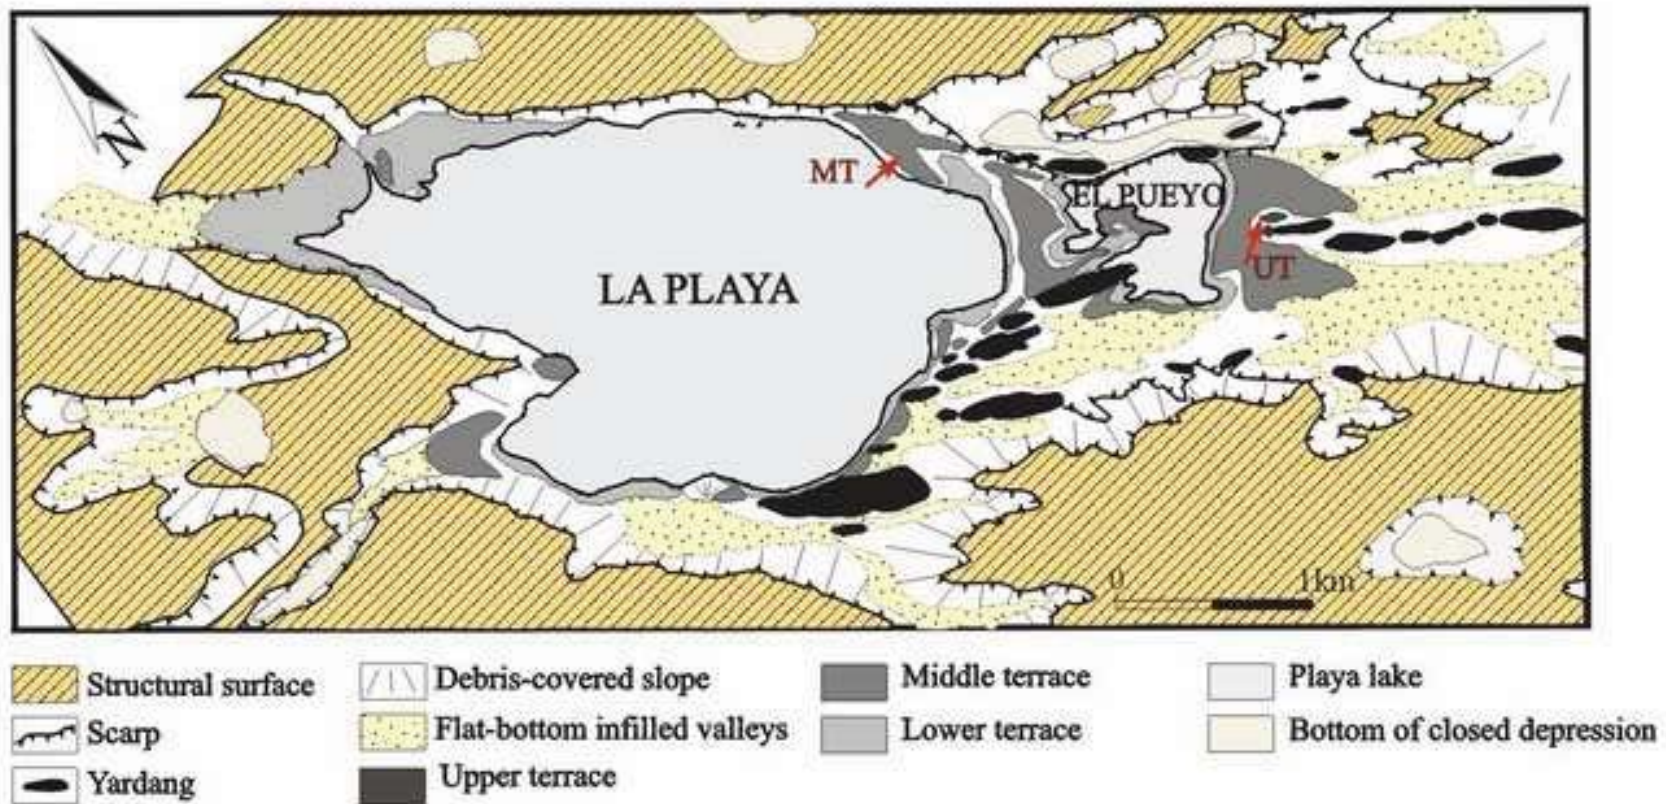 N
MT
EL PUEYO
LA PLAYA
UT
0 1km
Structural surface
Debris-covered slope
Middle terrace
Playa lake
Scarp
Flat-bottom infilled valleys
Lower terrace
Bottom of closed depression
Yardang
Upper terrace